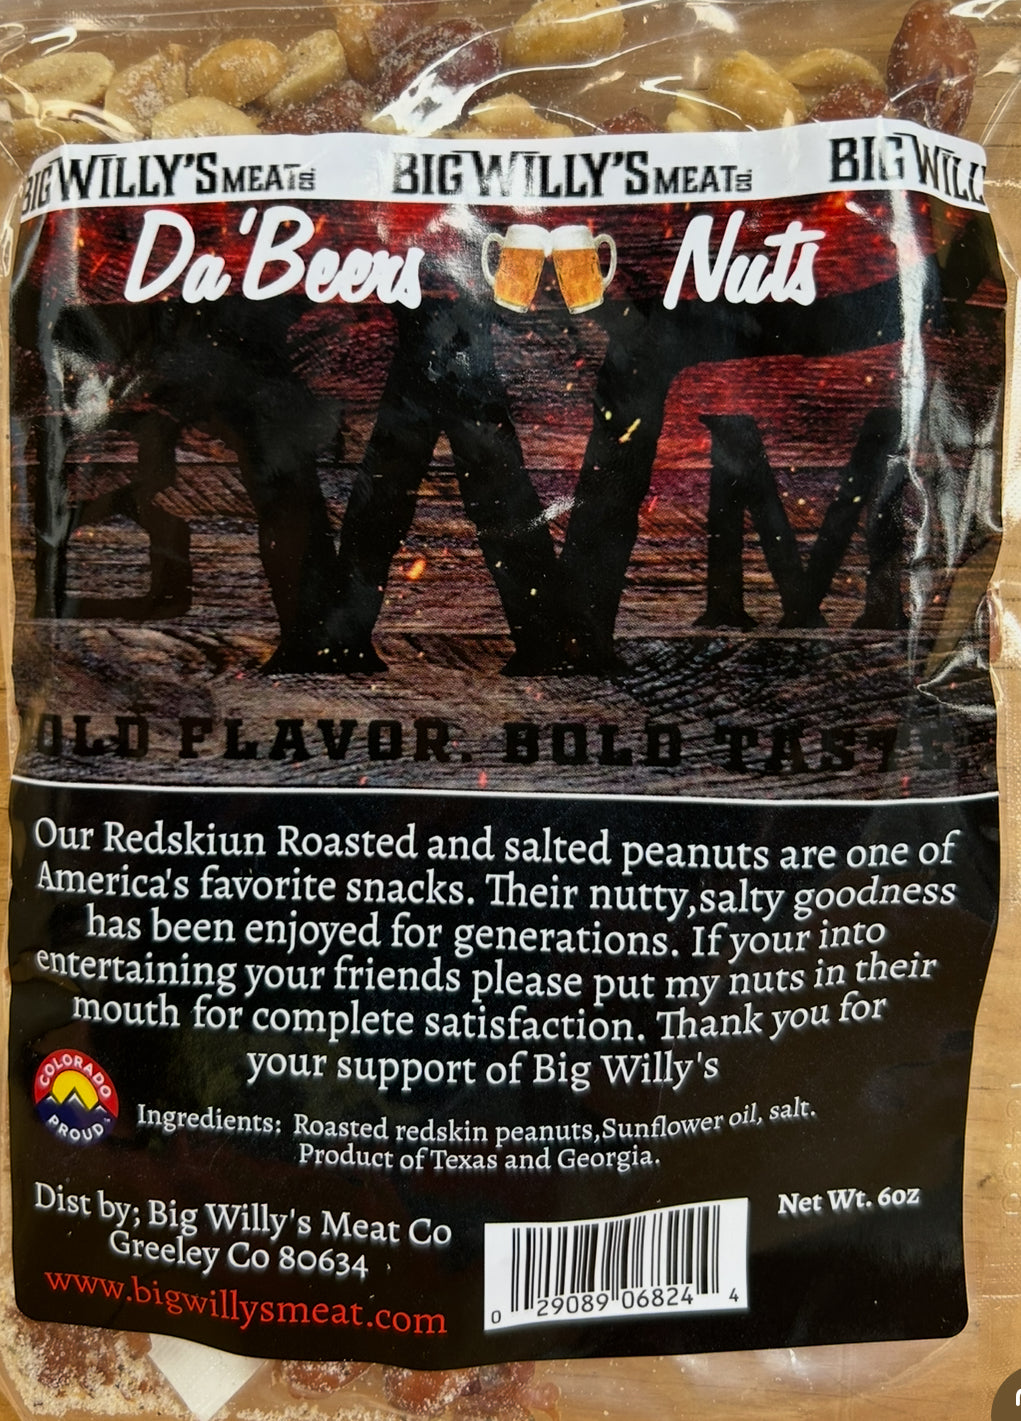 BIG WILLY'S MEAT CO. BIG WILLY'S MEAT CO. BIG WILL
Da'Beers Nuts
BWM
OLD FLAVOR. BOLD TASTE.
Our Redskiun Roasted and salted peanuts are one of
America's favorite snacks. Their nutty,salty goodness
has been enjoyed for generations. If your into
entertaining your friends please put my nuts in their
mouth for complete satisfaction. Thank you for
your support of Big Willy's
COLORADO
PROUD
Ingredients: Roasted redskin peanuts,Sunflower oil, salt.
Product of Texas and Georgia.
Dist by; Big Willy's Meat Co
Greeley Co 80634
www.bigwillysmeat.com
Net Wt. 6oz
0 29089 06824 4